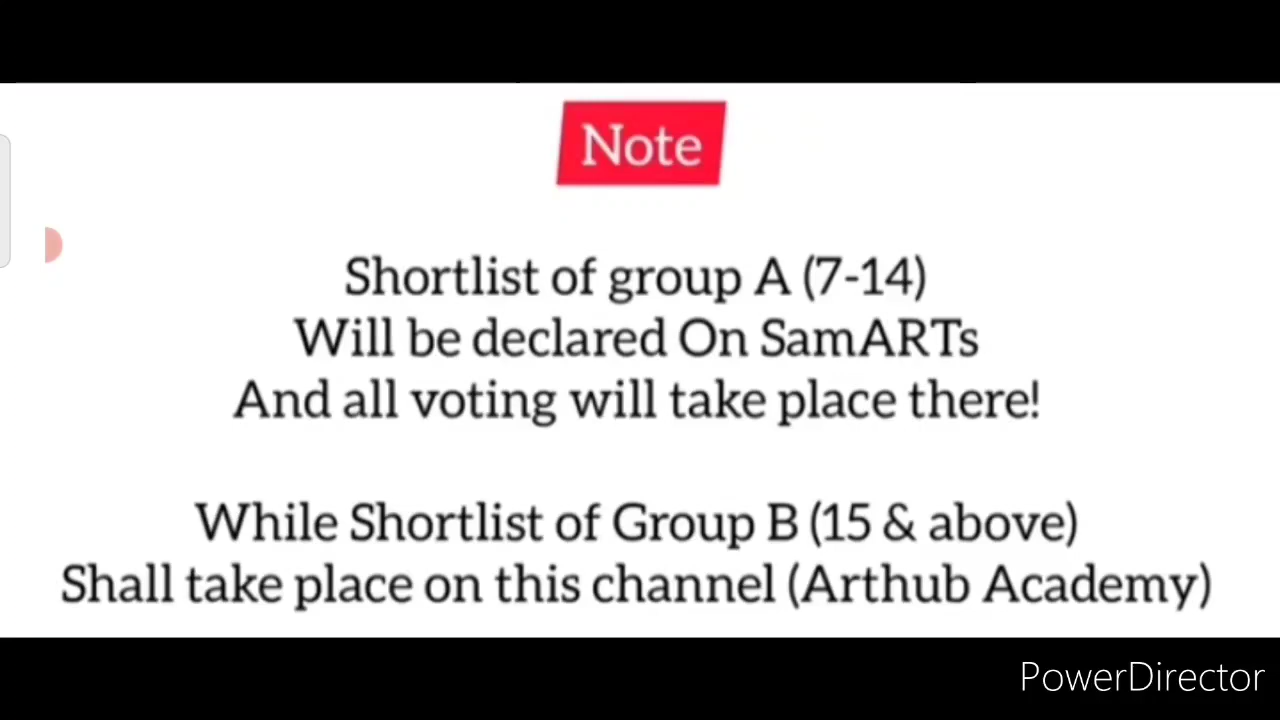 Note
Shortlist of group A (7-14)
Will be declared On SamARTs
And all voting will take place there!
While Shortlist of Group B (15 & above)
Shall take place on this channel (Arthub Academy)
PowerDirector